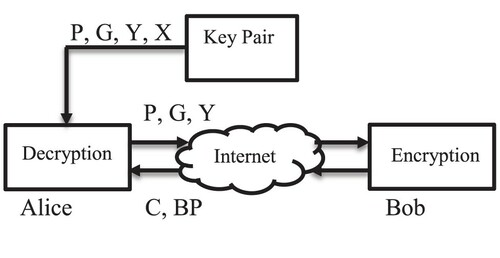 P, G, Y, X
Key Pair
P, G, Y
Decryption
Internet
Encryption
Alice
C, BP
Bob